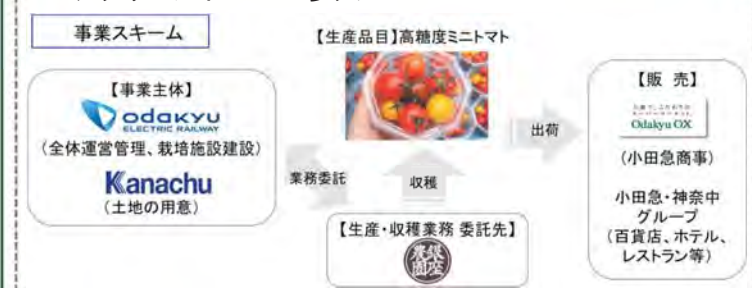 事業スキーム
【生産品目】高糖度ミニトマト
【事業主体】
odakyu
ELECTRIC RAILWAY
(全体運営管理、栽培施設建設)
Kanachu
(土地の用意)
業務委託
収穫
出荷
【生産・収穫業務 委託先】
銀座農園
【販 売】
Odakyu OX
(小田急商事)
小田急・神奈中
グループ
(百貨店、ホテル、
レストラン等)